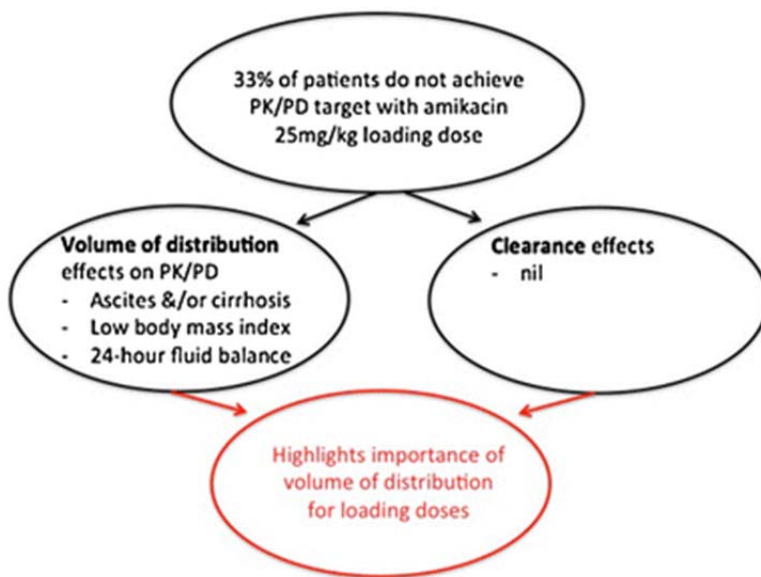 33% of patients do not achieve
PK/PD target with amikacin
25mg/kg loading dose
Volume of distribution
effects on PK/PD
- Ascites &/or cirrhosis
- Low body mass index
- 24-hour fluid balance
Clearance effects
- nil
Highlights importance of
volume of distribution
for loading doses